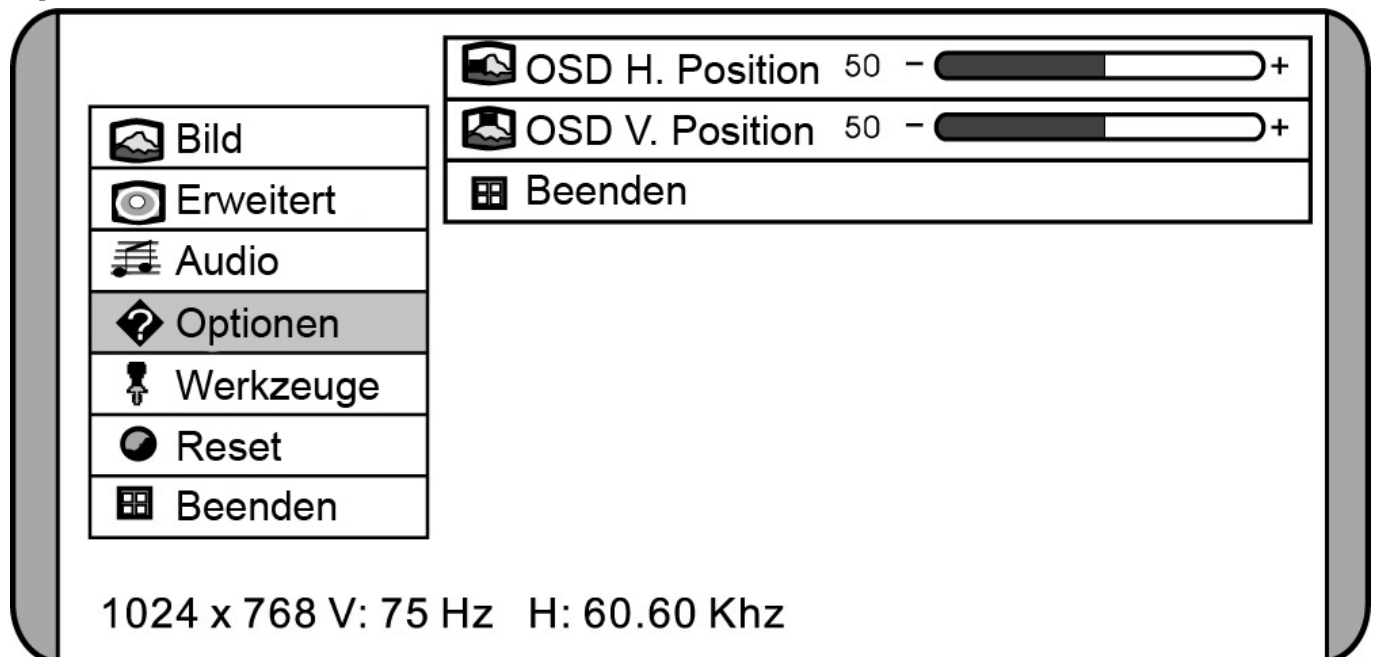 OSD H. Position 50 - +
OSD V. Position 50 - +
Beenden
Bild
Erweitert
Audio
? Optionen
Werkzeuge
Reset
Beenden
1024 x 768 V: 75 Hz H: 60.60 Khz